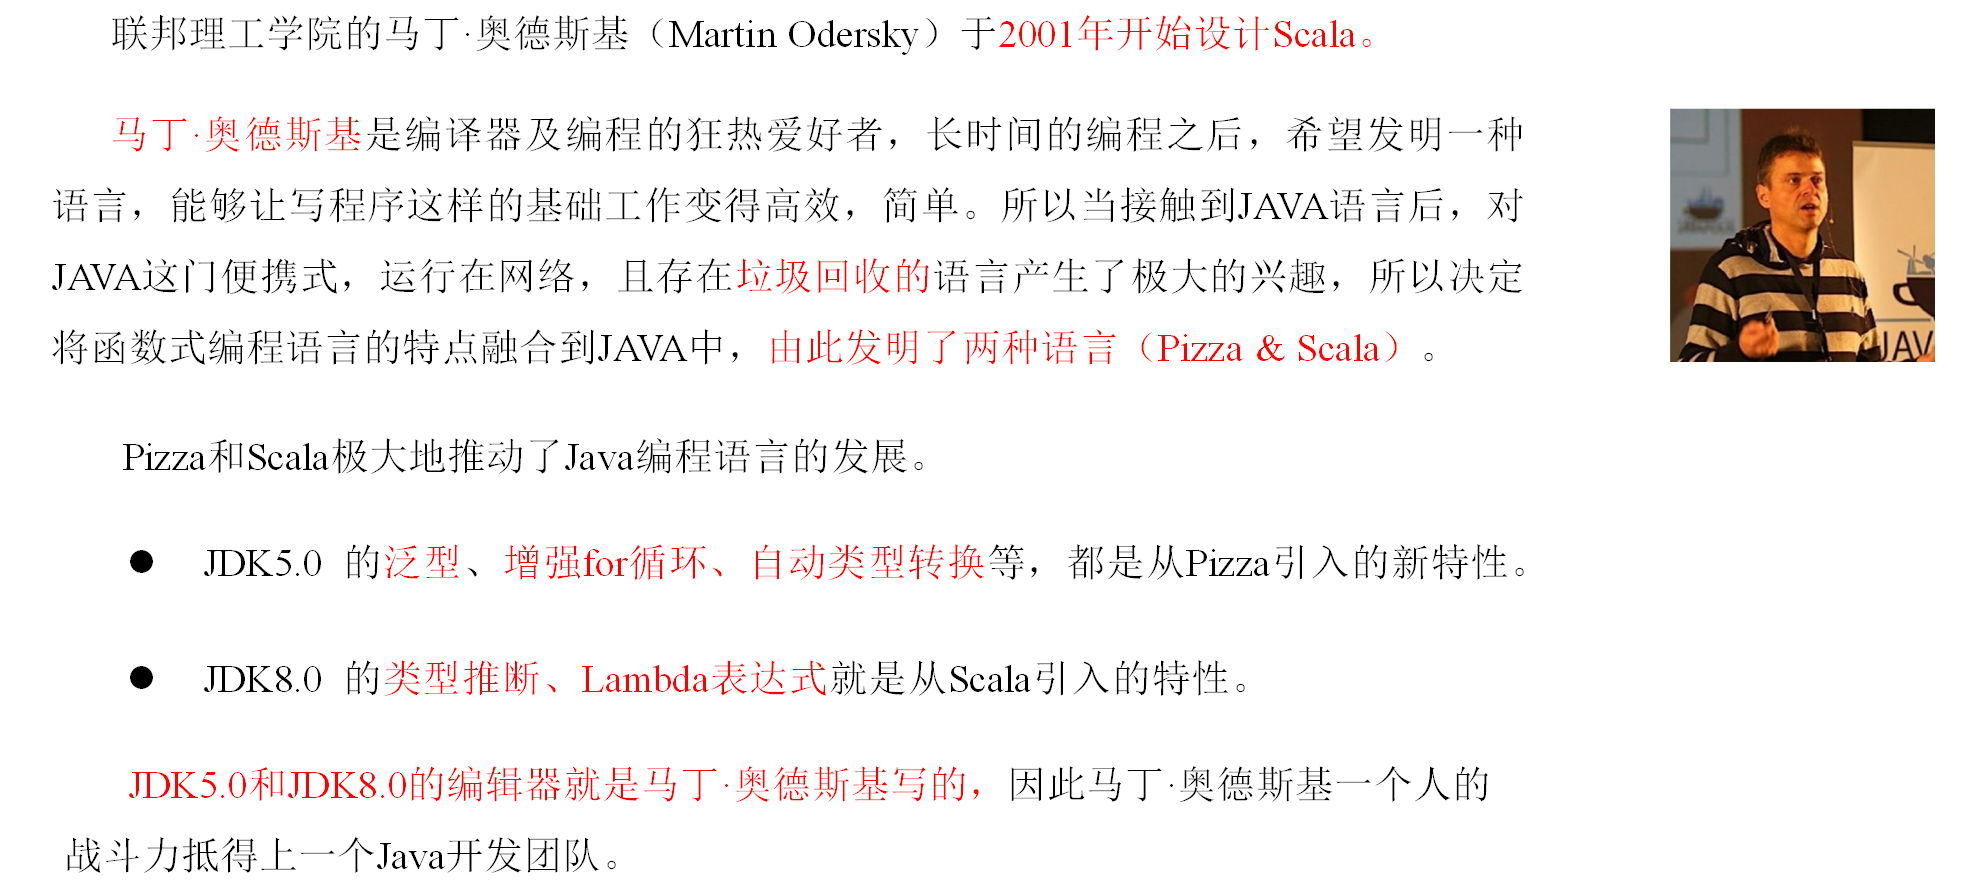 联邦理工学院的马丁·奥德斯基（Martin Odersky）于2001年开始设计Scala。
马丁·奥德斯基是编译器及编程的狂热爱好者，长时间的编程之后，希望发明一种
语言，能够让写程序这样的基础工作变得高效，简单。所以当接触到JAVA语言后，对
JAVA这门便携式，运行在网络，且存在垃圾回收的语言产生了极大的兴趣，所以决定
将函数式编程语言的特点融合到JAVA中，由此发明了两种语言（Pizza & Scala）。
Pizza和Scala极大地推动了Java编程语言的发展。
● JDK5.0 的泛型、增强for循环、自动类型转换等，都是从Pizza引入的新特性。
● JDK8.0 的类型推断、Lambda表达式就是从Scala引入的特性。
JDK5.0和JDK8.0的编辑器就是马丁·奥德斯基写的，因此马丁·奥德斯基一个人的
战斗力抵得上一个Java开发团队。